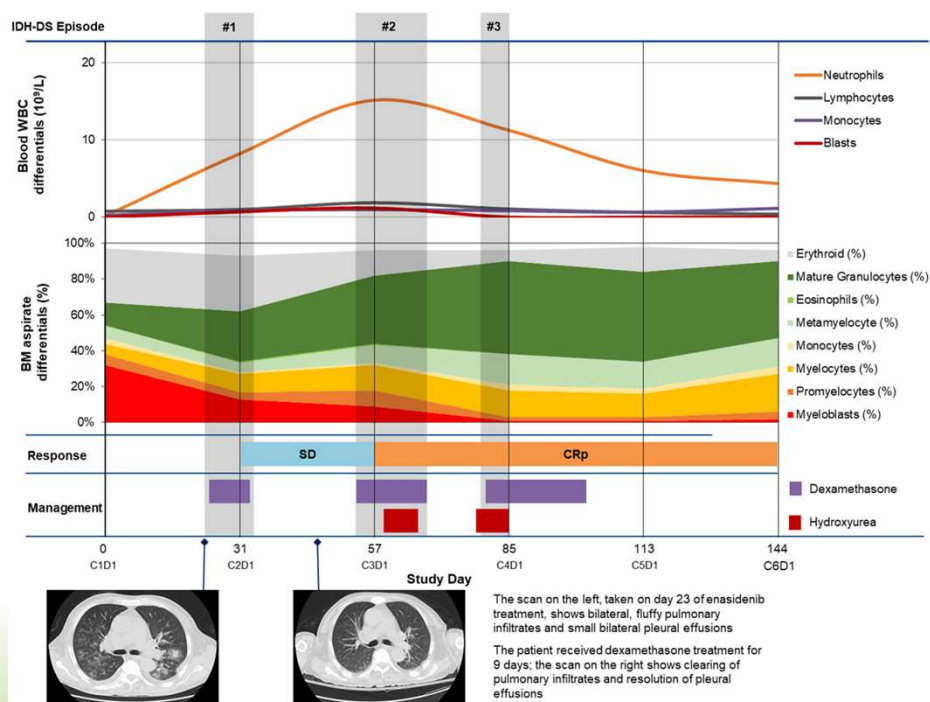 IDH-DS Episode
#1
#2
#3
Blood WBC
differentials (10⁹/L)
20
10
0
Neutrophils
Lymphocytes
Monocytes
Blasts
BM aspirate
differentials (%)
100%
80%
60%
40%
20%
0%
Erythroid (%)
Mature Granulocytes (%)
Eosinophils (%)
Metamyelocyte (%)
Monocytes (%)
Myelocytes (%)
Promyelocytes (%)
Myeloblasts (%)
Response
SD
CRp
Management
Dexamethasone
Hydroxyurea
0 31 57 85 113 144
C1D1 C2D1 C3D1 C4D1 C5D1 C6D1
Study Day
The scan on the left, taken on day 23 of enasidenib
treatment, shows bilateral, fluffy pulmonary
infiltrates and small bilateral pleural effusions
The patient received dexamethasone treatment for
9 days; the scan on the right shows clearing of
pulmonary infiltrates and resolution of pleural
effusions